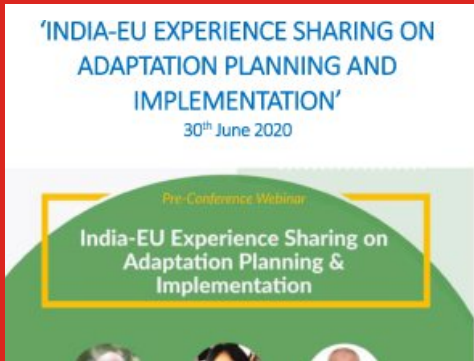 ‘INDIA-EU EXPERIENCE SHARING ON
ADAPTATION PLANNING AND
IMPLEMENTATION’
30th June 2020
Pre-Conference Webinar
India-EU Experience Sharing on
Adaptation Planning &
Implementation